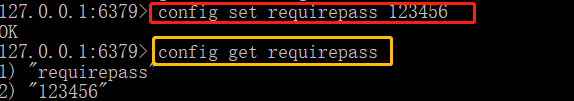 127.0.0.1:6379> config set requirepass 123456
OK
127.0.0.1:6379> config get requirepass
1) "requirepass"
2) "123456"